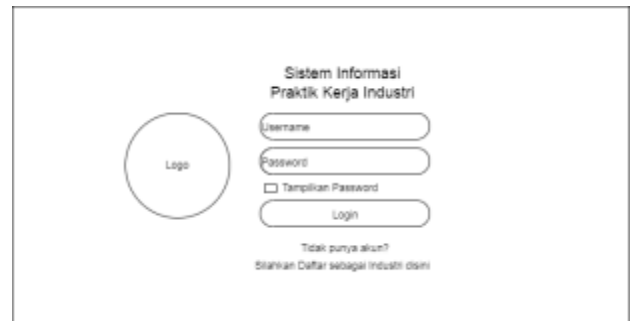 Sistem Informasi
Praktik Kerja Industri
Logo
Username
Password
Tampilkan Password
Login
Tidak punya akun?
Silahkan Daftar sebagai Industri disini